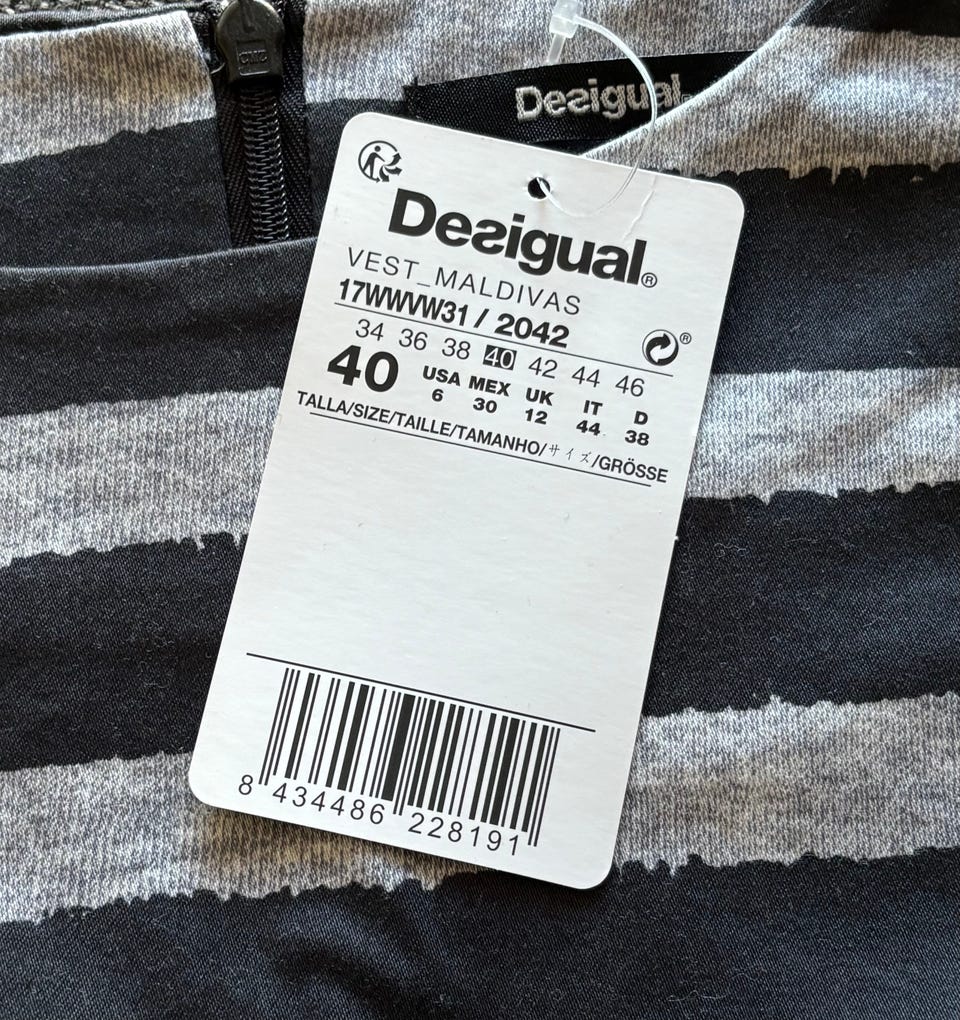 CMC
Desigual
Desigual®
VEST_MALDIVAS
17WWVW31 / 2042
®
34 36 38 40 42 44 46
40 USA MEX UK IT D
6 30 12 44 38
TALLA/SIZE/TAILLE/TAMANHO/サイズ/GRÖSSE
8 434486 228191